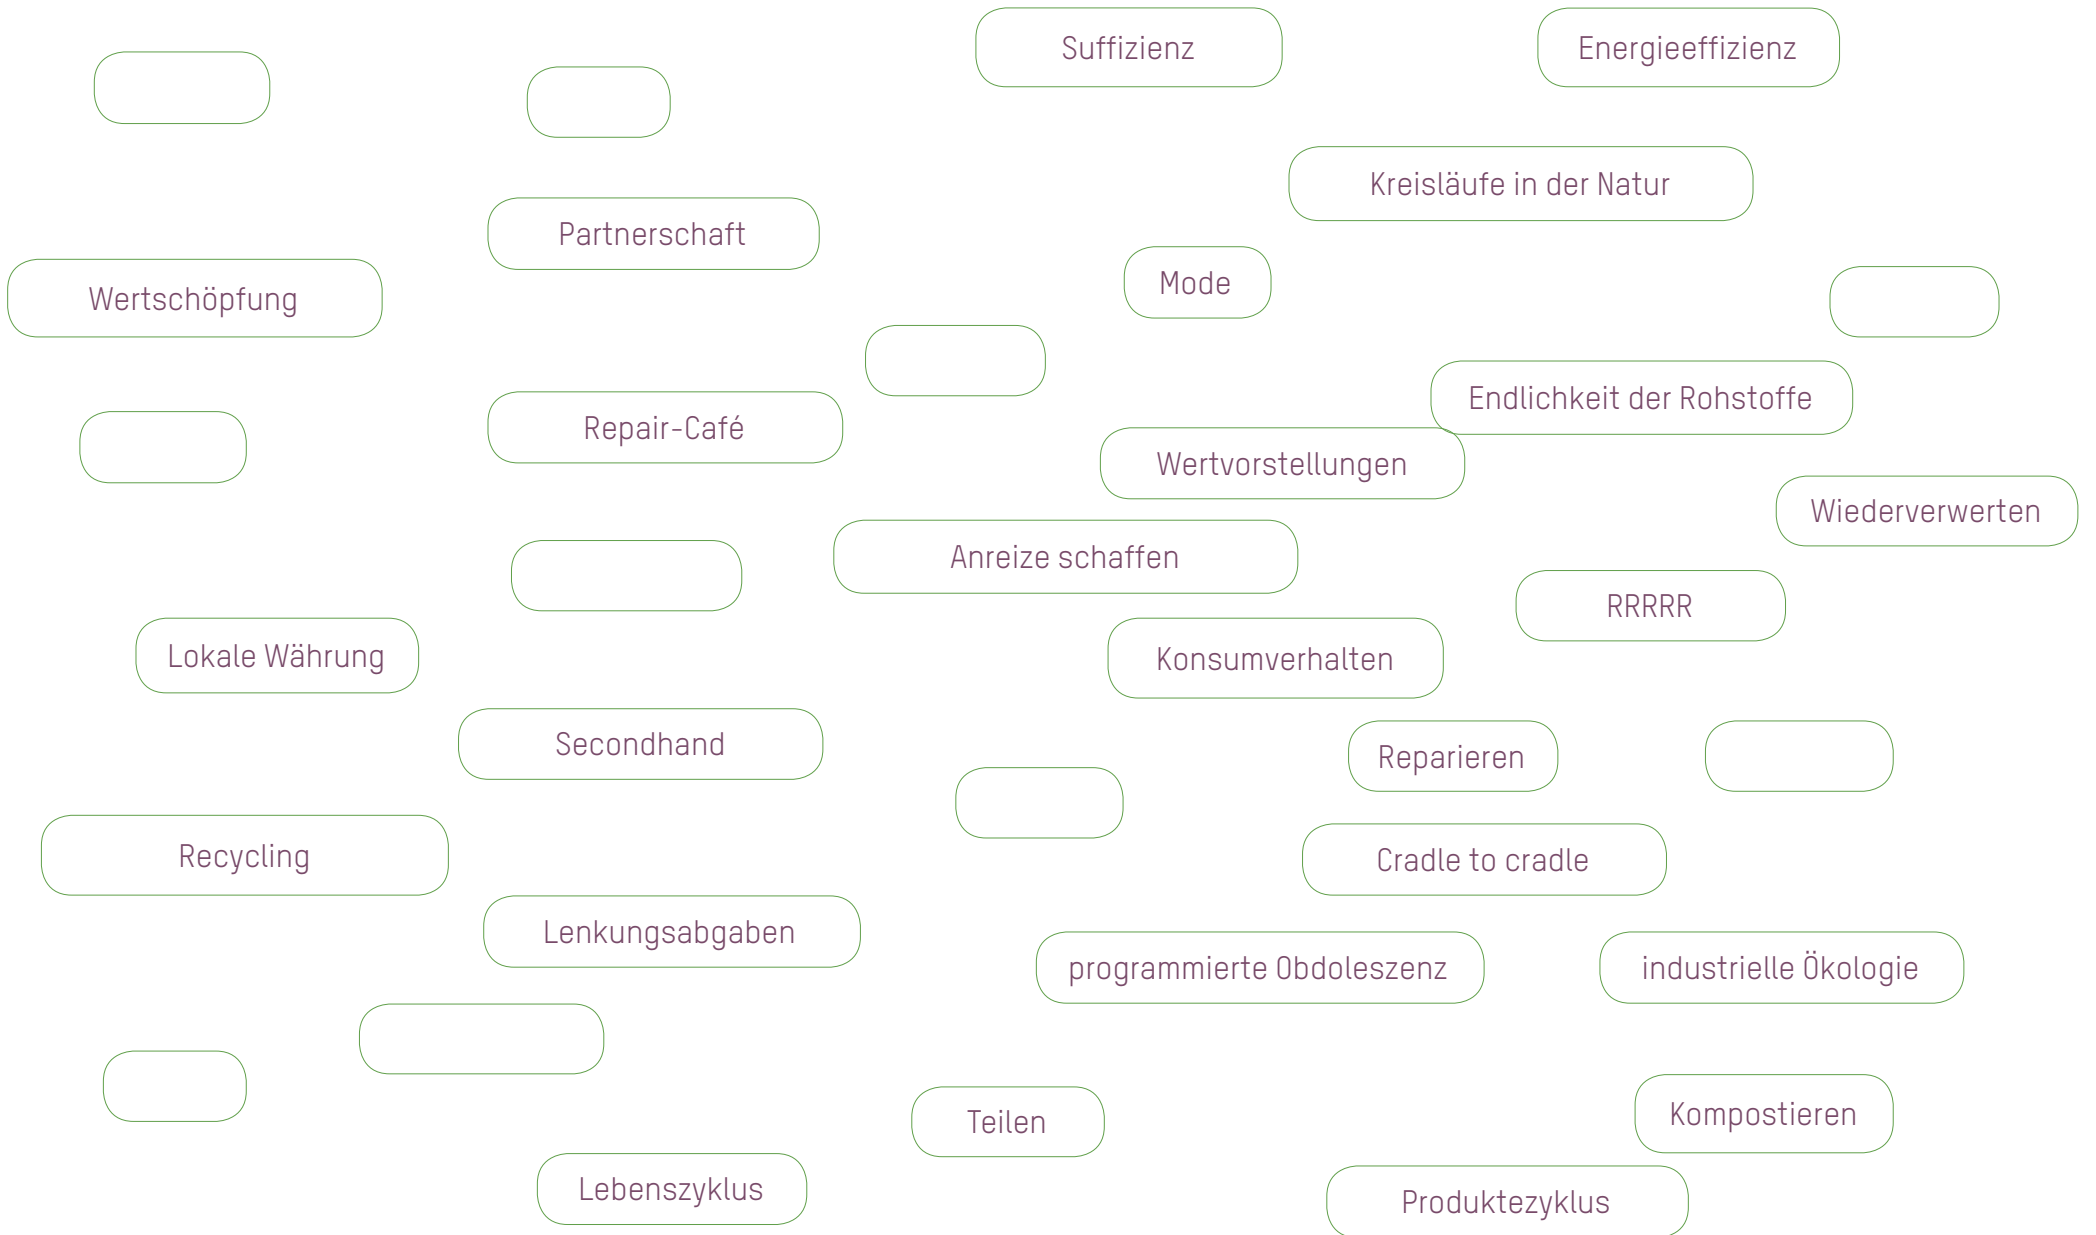 Suffizienz
Energieeffizienz
Kreisläufe in der Natur
Partnerschaft
Mode
Wertschöpfung
Endlichkeit der Rohstoffe
Repair-Café
Wertvorstellungen
Wiederverwerten
Anreize schaffen
RRRRR
Lokale Währung
Konsumverhalten
Secondhand
Reparieren
Recycling
Cradle to cradle
Lenkungsabgaben
programmierte Obdoleszenz
industrielle Ökologie
Teilen
Kompostieren
Lebenszyklus
Produktezyklus